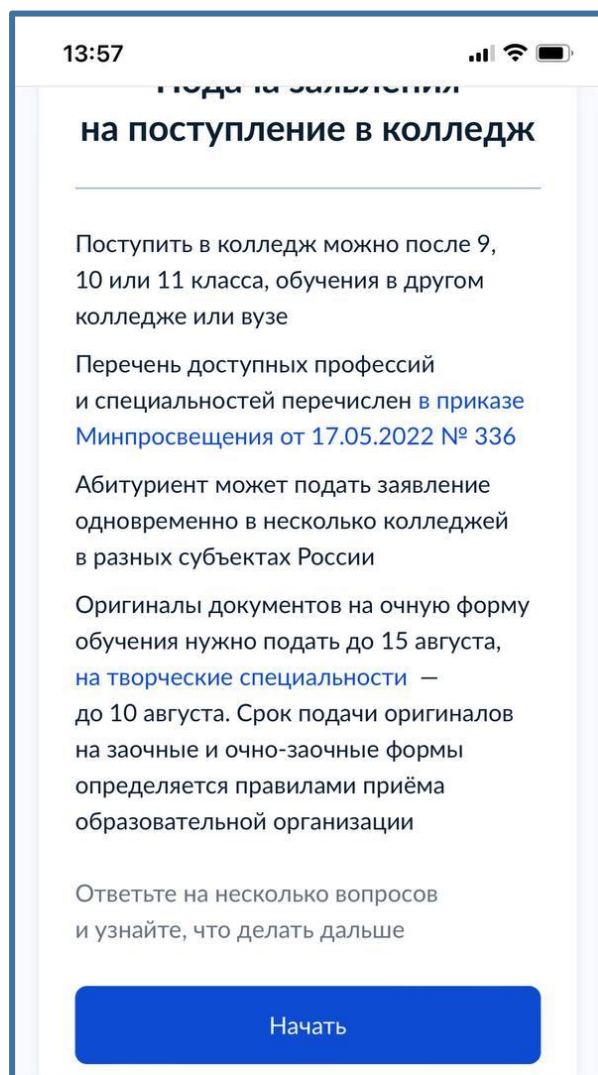 13:57
Подача заявления
на поступление в колледж
Поступить в колледж можно после 9,
10 или 11 класса, обучения в другом
колледже или вузе
Перечень доступных профессий
и специальностей перечислен в приказе
Минпросвещения от 17.05.2022 № 336
Абитуриент может подать заявление
одновременно в несколько колледжей
в разных субъектах России
Оригиналы документов на очную форму
обучения нужно подать до 15 августа,
на творческие специальности —
до 10 августа. Срок подачи оригиналов
на заочные и очно-заочные формы
определяется правилами приёма
образовательной организации
Ответьте на несколько вопросов
и узнайте, что делать дальше
Начать